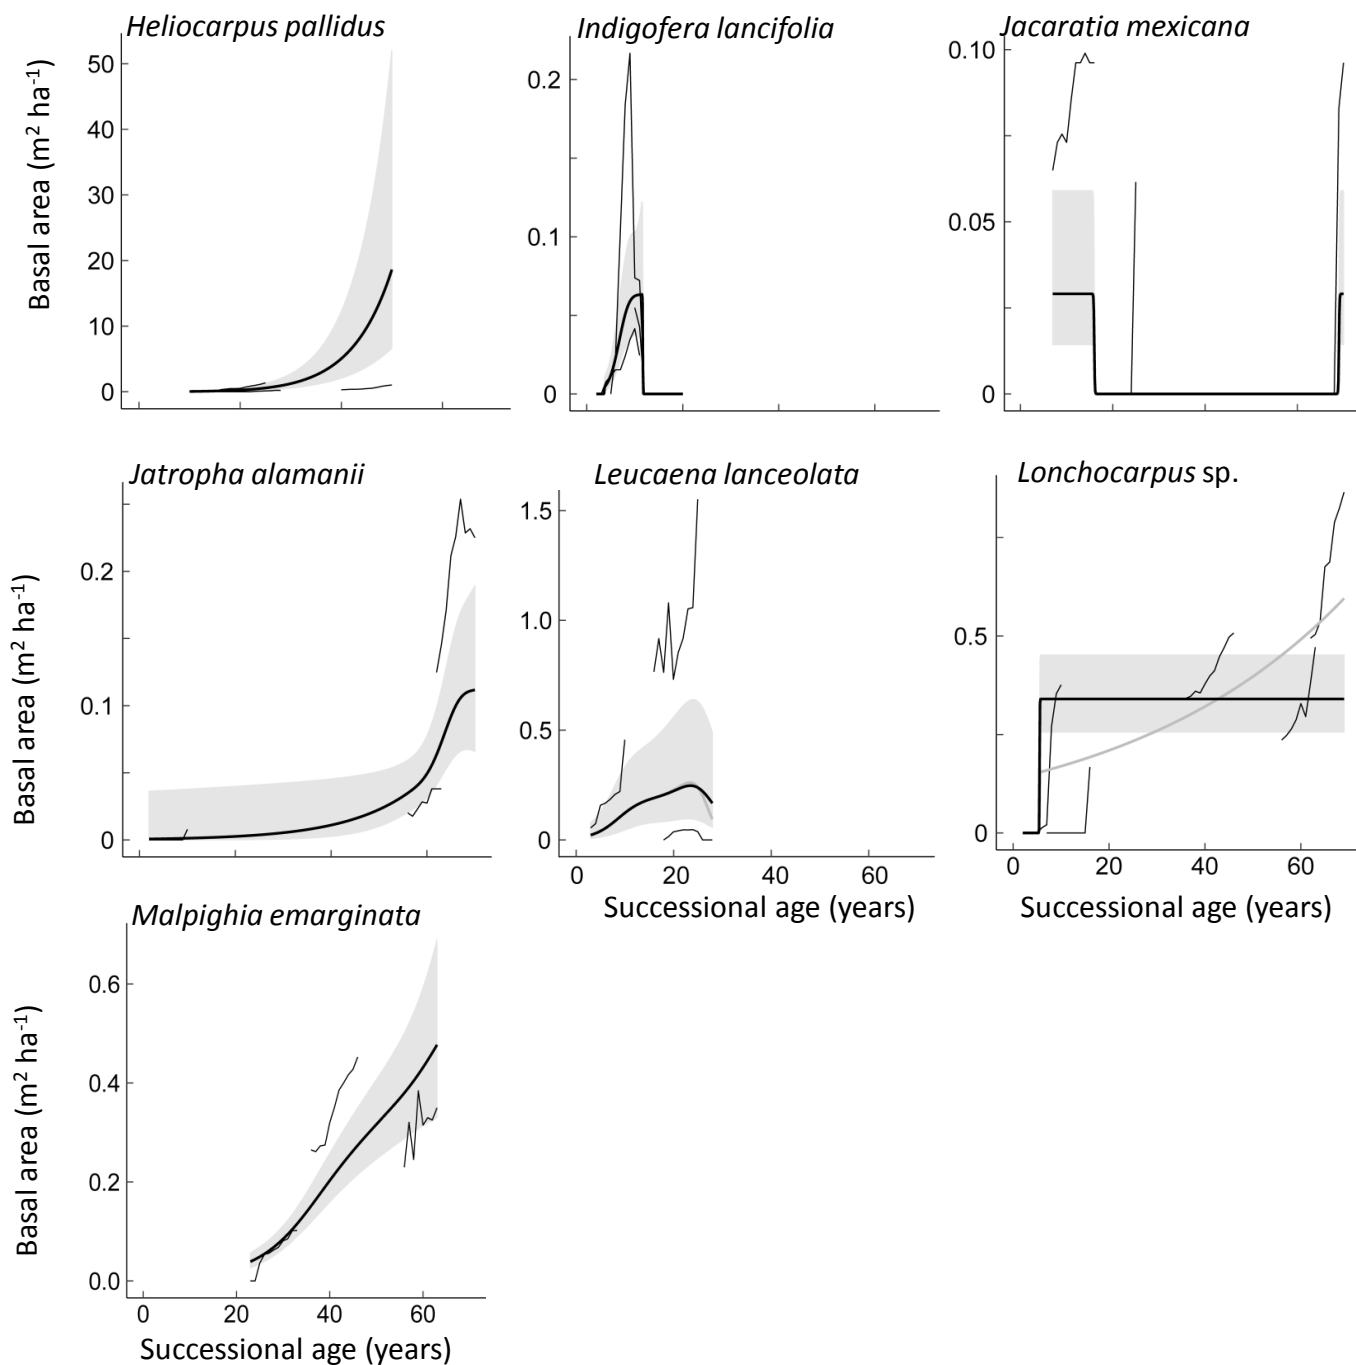 Heliocarpus pallidus
Indigofera lancifolia
Jacaratia mexicana
Basal area (m² ha⁻¹)
50
40
30
20
10
0
0.2
0.1
0
0.10
0.05
0
Jatropha alamanii
Leucaena lanceolata
Lonchocarpus sp.
Basal area (m² ha⁻¹)
0.2
0.1
0
1.5
1.0
0.5
0
0 20 40 60
Successional age (years)
0.5
0
0 20 40 60
Successional age (years)
Malpighia emarginata
Basal area (m² ha⁻¹)
0.6
0.4
0.2
0.0
0 20 40 60
Successional age (years)